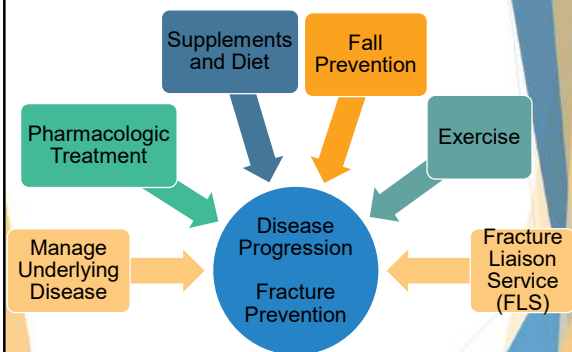 Supplements
and Diet
Fall
Prevention
Pharmacologic
Treatment
Exercise
Manage
Underlying
Disease
Disease
Progression
Fracture
Prevention
Fracture
Liaison
Service
(FLS)